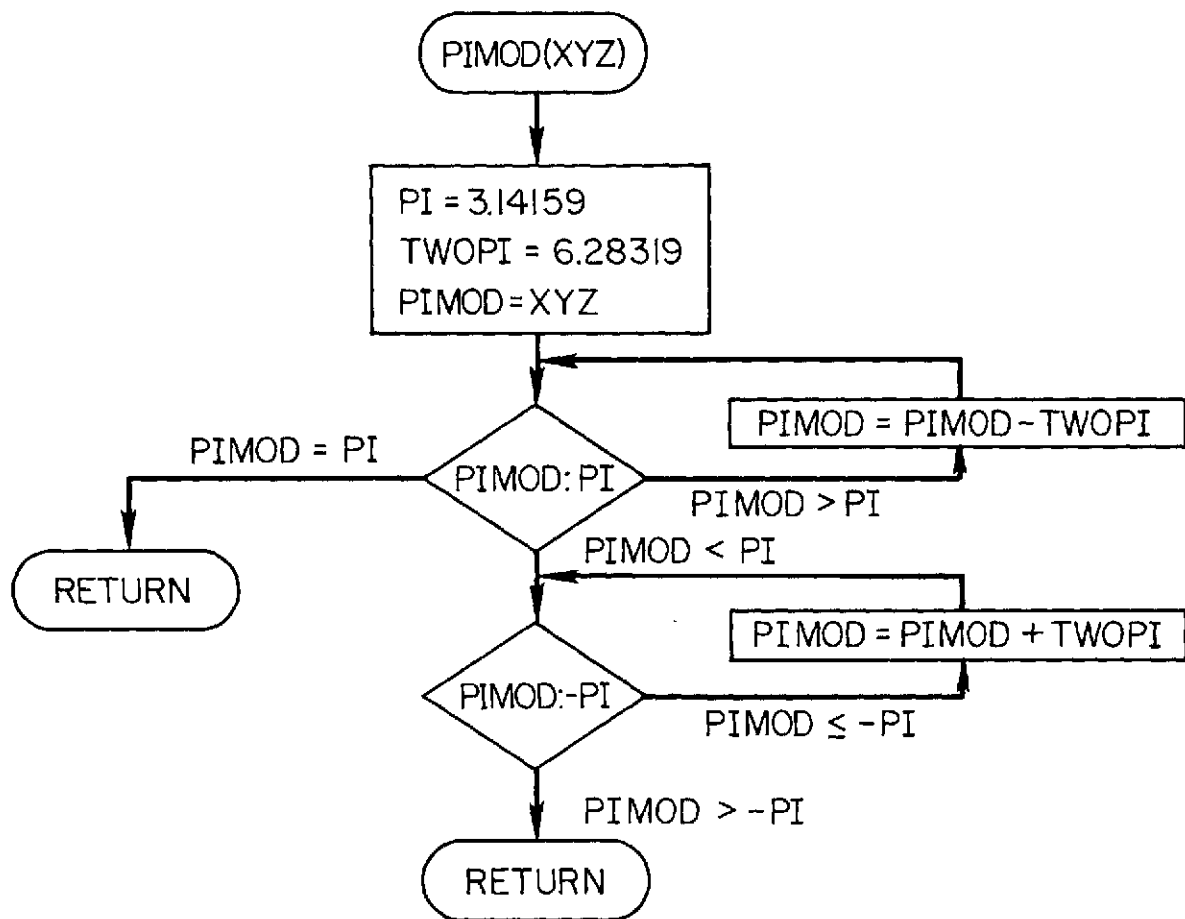 PIMOD(XYZ)
PI = 3.14159
TWOPI = 6.28319
PIMOD = XYZ
PIMOD = PIMOD - TWOPI
PIMOD = PI
PIMOD: PI
PIMOD > PI
PIMOD < PI
RETURN
PIMOD = PIMOD + TWOPI
PIMOD:-PI
PIMOD ≤ -PI
PIMOD > -PI
RETURN